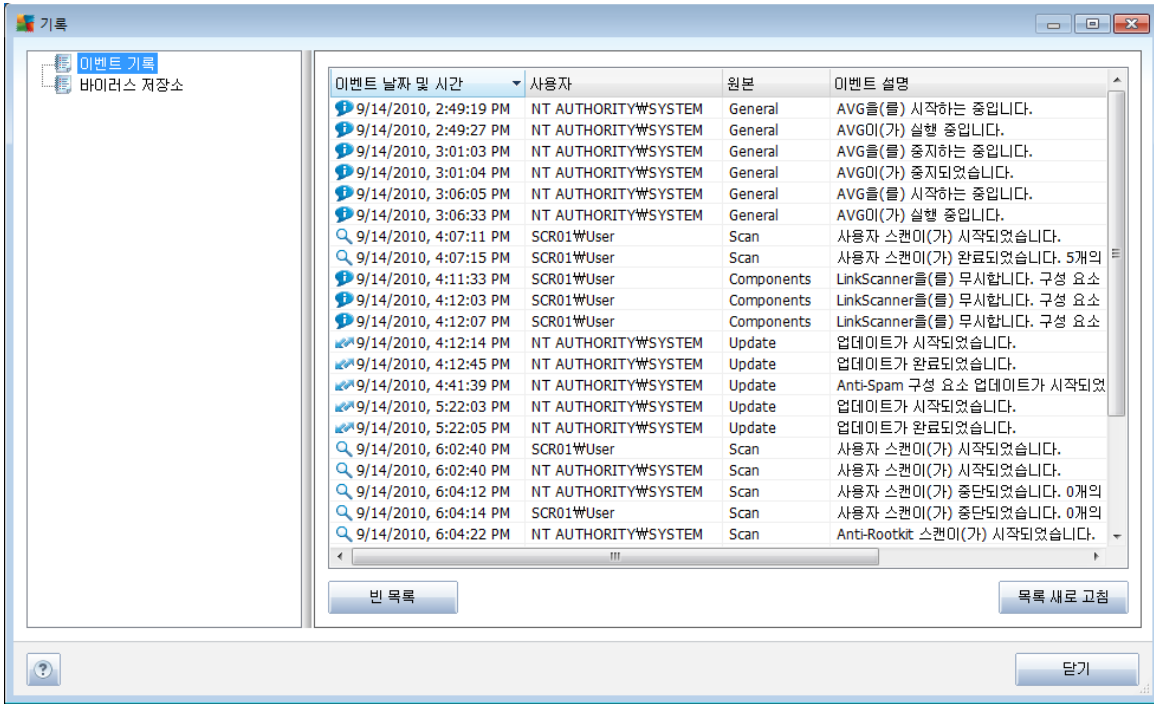 기록
이벤트 기록
바이러스 저장소
이벤트 날짜 및 시간 사용자 원본 이벤트 설명
9/14/2010, 2:49:19 PM NT AUTHORITY₩SYSTEM General AVG을(를) 시작하는 중입니다.
9/14/2010, 2:49:27 PM NT AUTHORITY₩SYSTEM General AVG이(가) 실행 중입니다.
9/14/2010, 3:01:03 PM NT AUTHORITY₩SYSTEM General AVG을(를) 중지하는 중입니다.
9/14/2010, 3:01:04 PM NT AUTHORITY₩SYSTEM General AVG이(가) 중지되었습니다.
9/14/2010, 3:06:05 PM NT AUTHORITY₩SYSTEM General AVG을(를) 시작하는 중입니다.
9/14/2010, 3:06:33 PM NT AUTHORITY₩SYSTEM General AVG이(가) 실행 중입니다.
9/14/2010, 4:07:11 PM SCR01₩User Scan 사용자 스캔이(가) 시작되었습니다.
9/14/2010, 4:07:15 PM SCR01₩User Scan 사용자 스캔이(가) 완료되었습니다. 5개의
9/14/2010, 4:11:33 PM SCR01₩User Components LinkScanner을(를) 무시합니다. 구성 요소
9/14/2010, 4:12:03 PM SCR01₩User Components LinkScanner을(를) 무시합니다. 구성 요소
9/14/2010, 4:12:07 PM SCR01₩User Components LinkScanner을(를) 무시합니다. 구성 요소
9/14/2010, 4:12:14 PM NT AUTHORITY₩SYSTEM Update 업데이트가 시작되었습니다.
9/14/2010, 4:12:45 PM NT AUTHORITY₩SYSTEM Update 업데이트가 완료되었습니다.
9/14/2010, 4:41:39 PM NT AUTHORITY₩SYSTEM Update Anti-Spam 구성 요소 업데이트가 시작되었
9/14/2010, 5:22:03 PM NT AUTHORITY₩SYSTEM Update 업데이트가 시작되었습니다.
9/14/2010, 5:22:05 PM NT AUTHORITY₩SYSTEM Update 업데이트가 완료되었습니다.
9/14/2010, 6:02:40 PM SCR01₩User Scan 사용자 스캔이(가) 시작되었습니다.
9/14/2010, 6:02:40 PM NT AUTHORITY₩SYSTEM Scan 사용자 스캔이(가) 시작되었습니다.
9/14/2010, 6:04:12 PM NT AUTHORITY₩SYSTEM Scan 사용자 스캔이(가) 중단되었습니다. 0개의
9/14/2010, 6:04:14 PM SCR01₩User Scan 사용자 스캔이(가) 중단되었습니다. 0개의
9/14/2010, 6:04:22 PM NT AUTHORITY₩SYSTEM Scan Anti-Rootkit 스캔이(가) 시작되었습니다.
빈 목록 목록 새로 고침
닫기